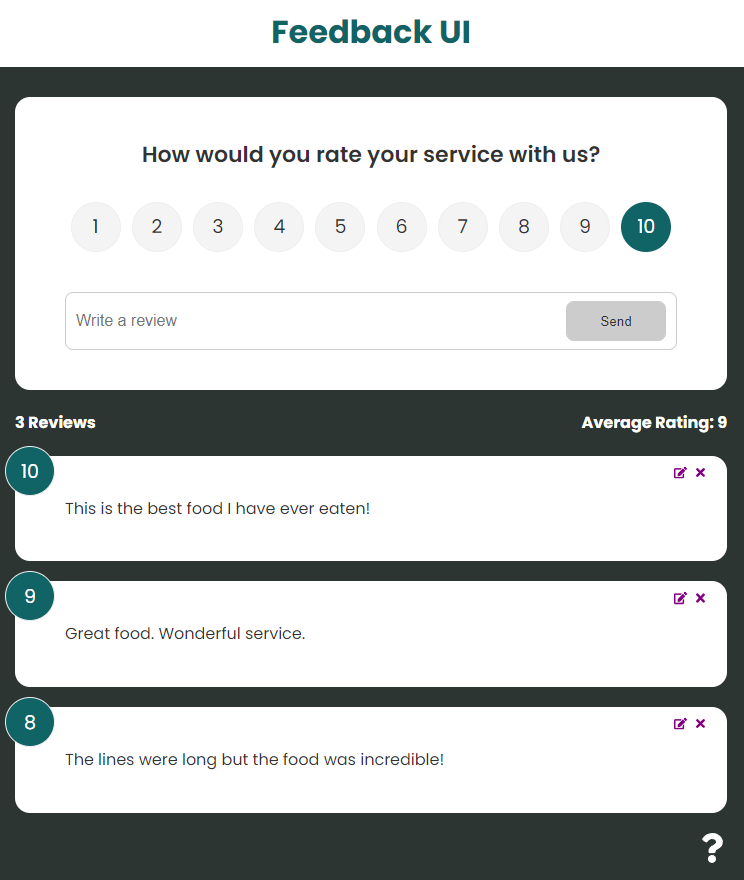 Feedback UI
How would you rate your service with us?
1 2 3 4 5 6 7 8 9 10
Write a review Send
3 Reviews Average Rating: 9
10
This is the best food I have ever eaten!
9
Great food. Wonderful service.
8
The lines were long but the food was incredible!
?